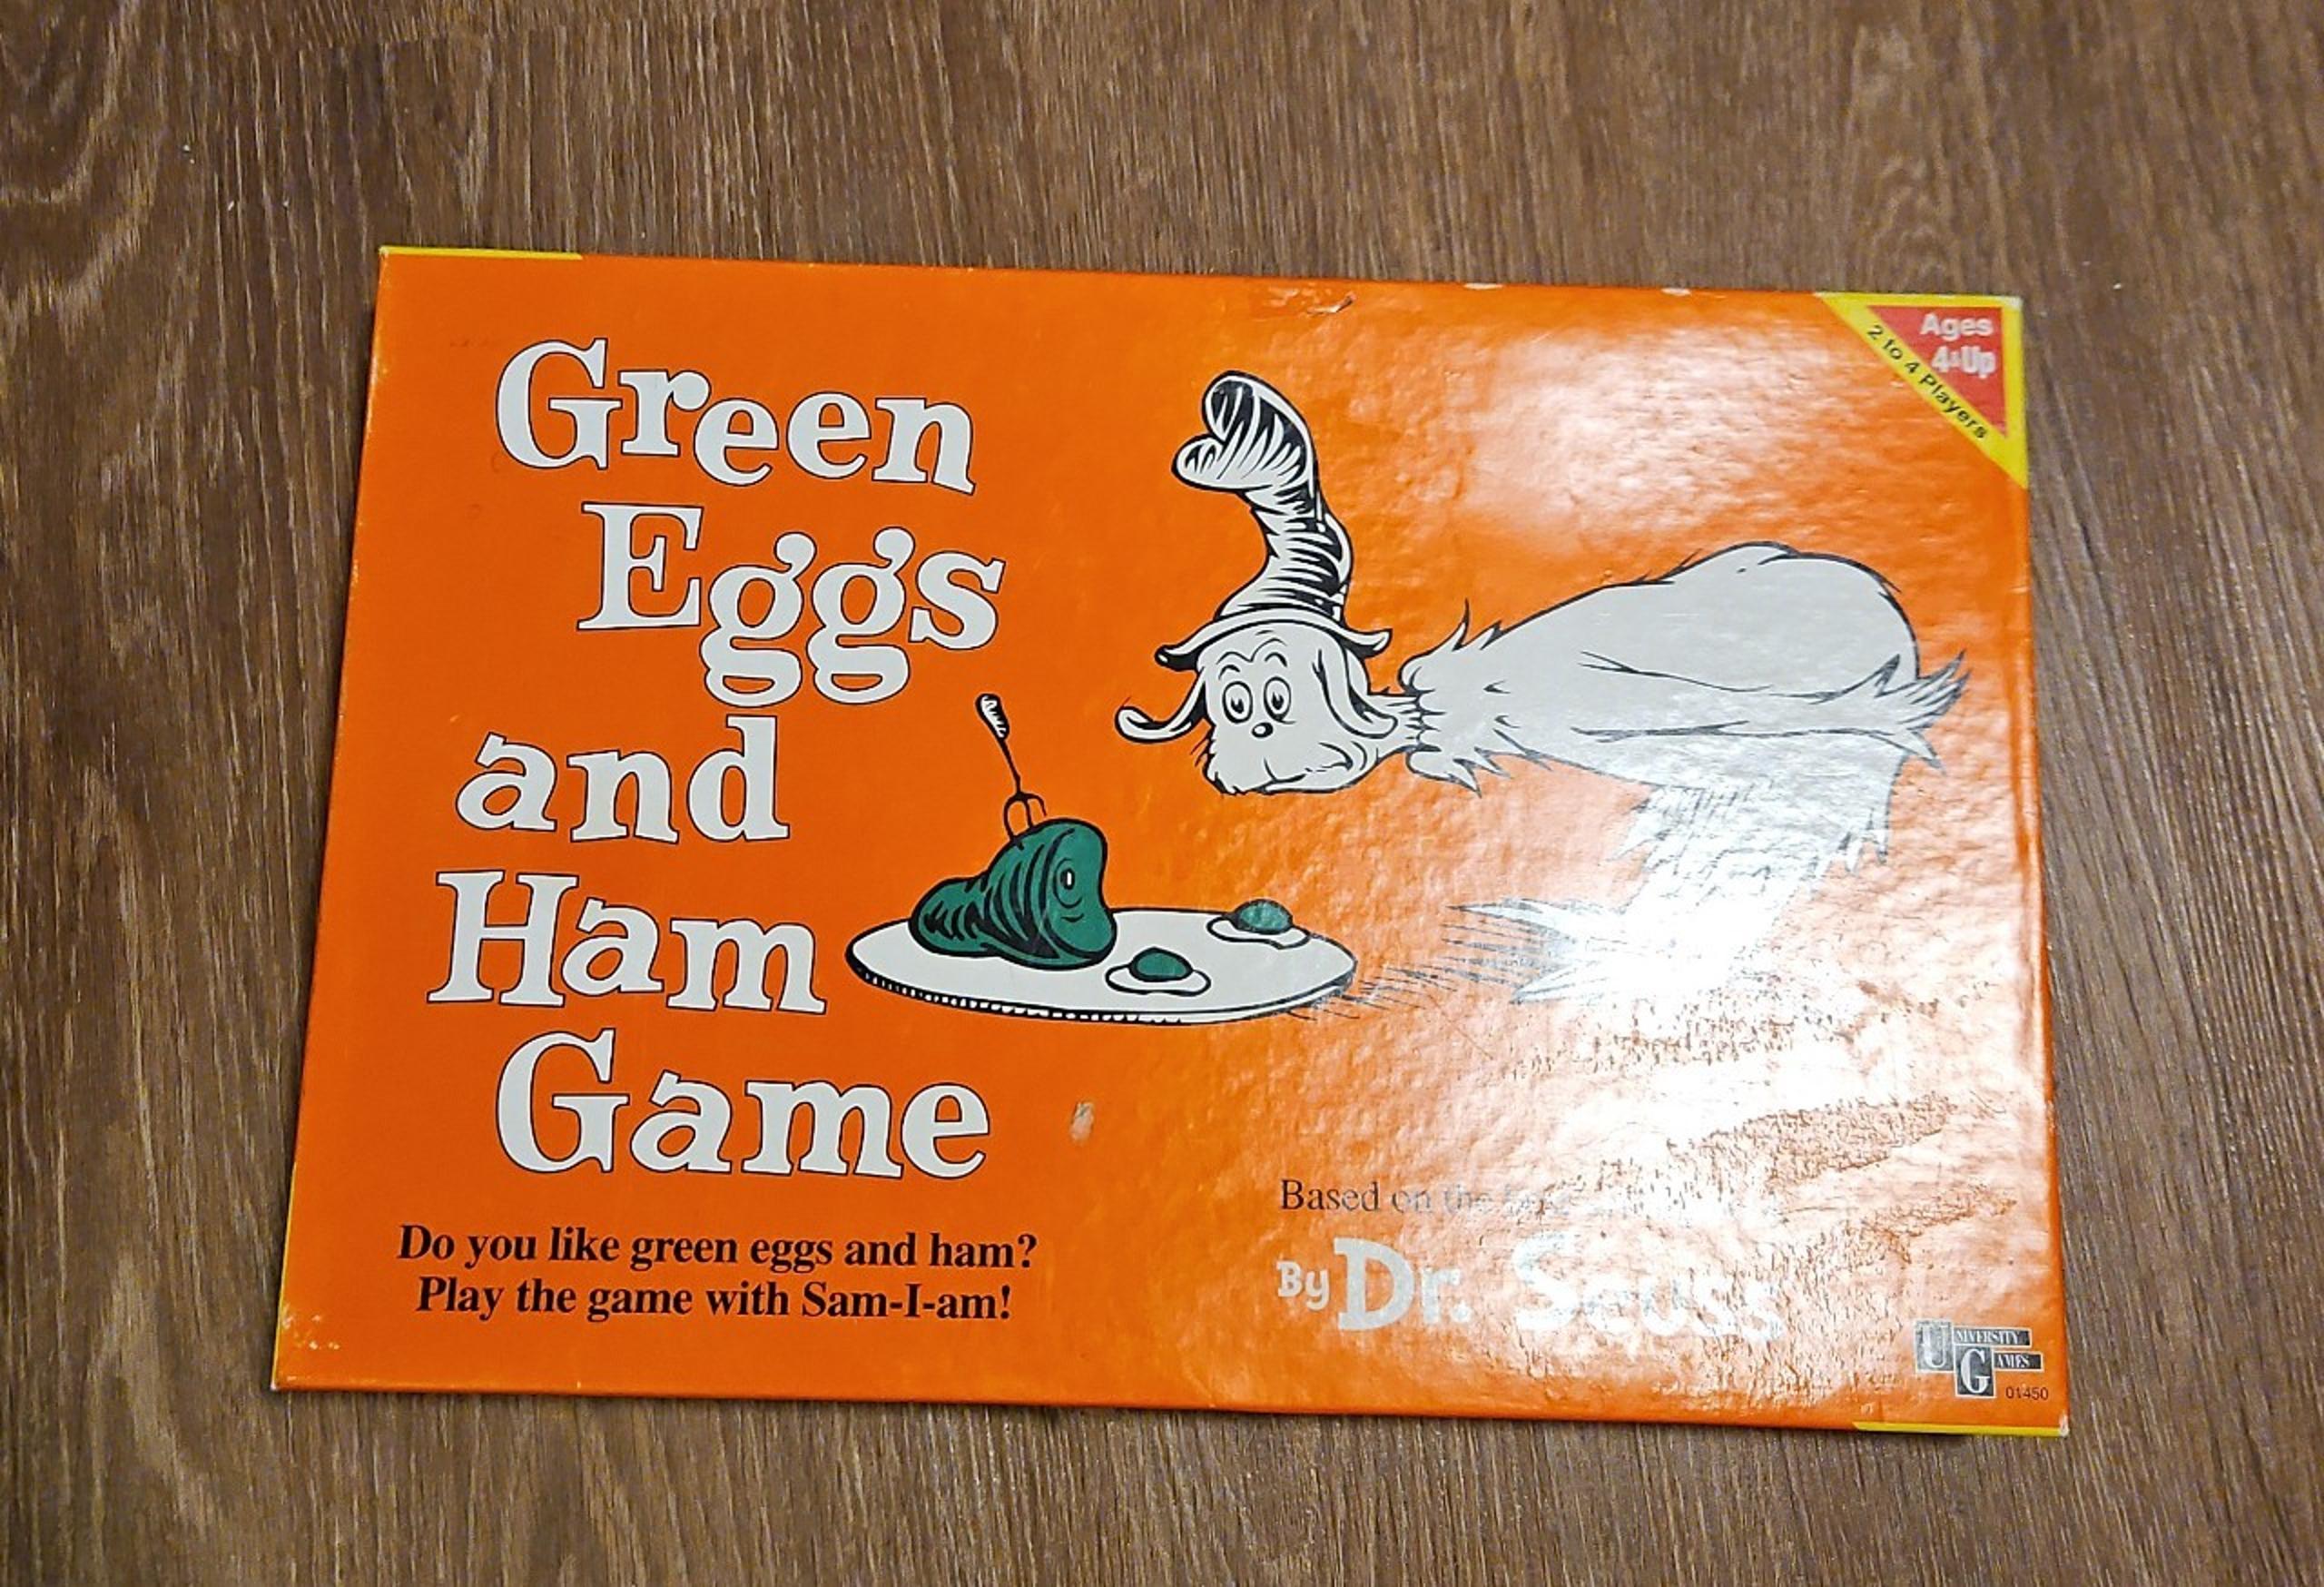 Green
Eggs
and
Ham
Game
Do you like green eggs and ham?
Play the game with Sam-I-am!
Ages
4 & Up
2 to 4 Players
Based on the
By Dr. Seuss
UNIVERSITY
GAMES
01450